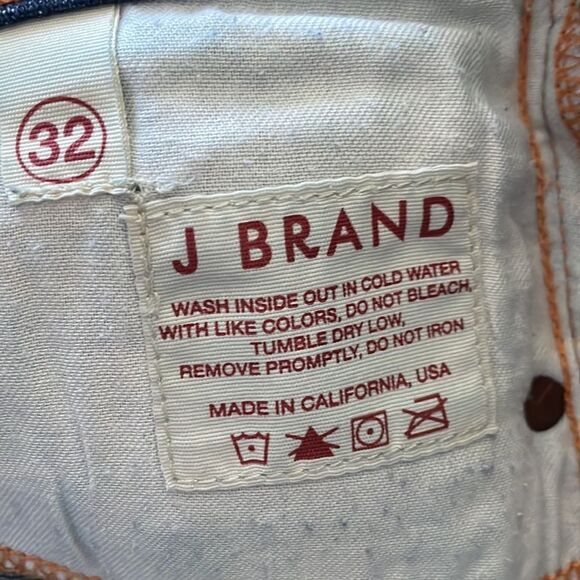 32
J BRAND
WASH INSIDE OUT IN COLD WATER
WITH LIKE COLORS, DO NOT BLEACH,
TUMBLE DRY LOW,
REMOVE PROMPTLY, DO NOT IRON
MADE IN CALIFORNIA, USA